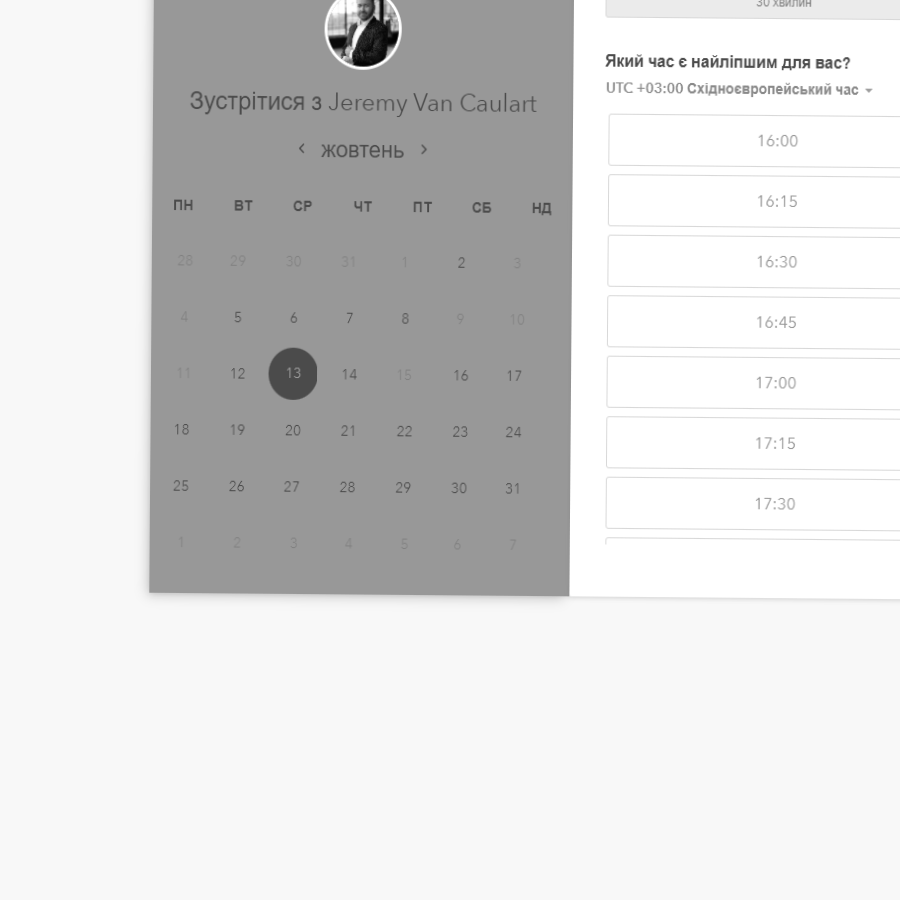 Зустрітися з Jeremy Van Caulart
жовтень
ПН ВТ СР ЧТ ПТ СБ НД
28 29 30 31 1 2 3
4 5 6 7 8 9 10
11 12 13 14 15 16 17
18 19 20 21 22 23 24
25 26 27 28 29 30 31
1 2 3 4 5 6 7
30 хвилин
Який час є найліпшим для вас?
UTC +03:00 Східноєвропейський час
16:00
16:15
16:30
16:45
17:00
17:15
17:30